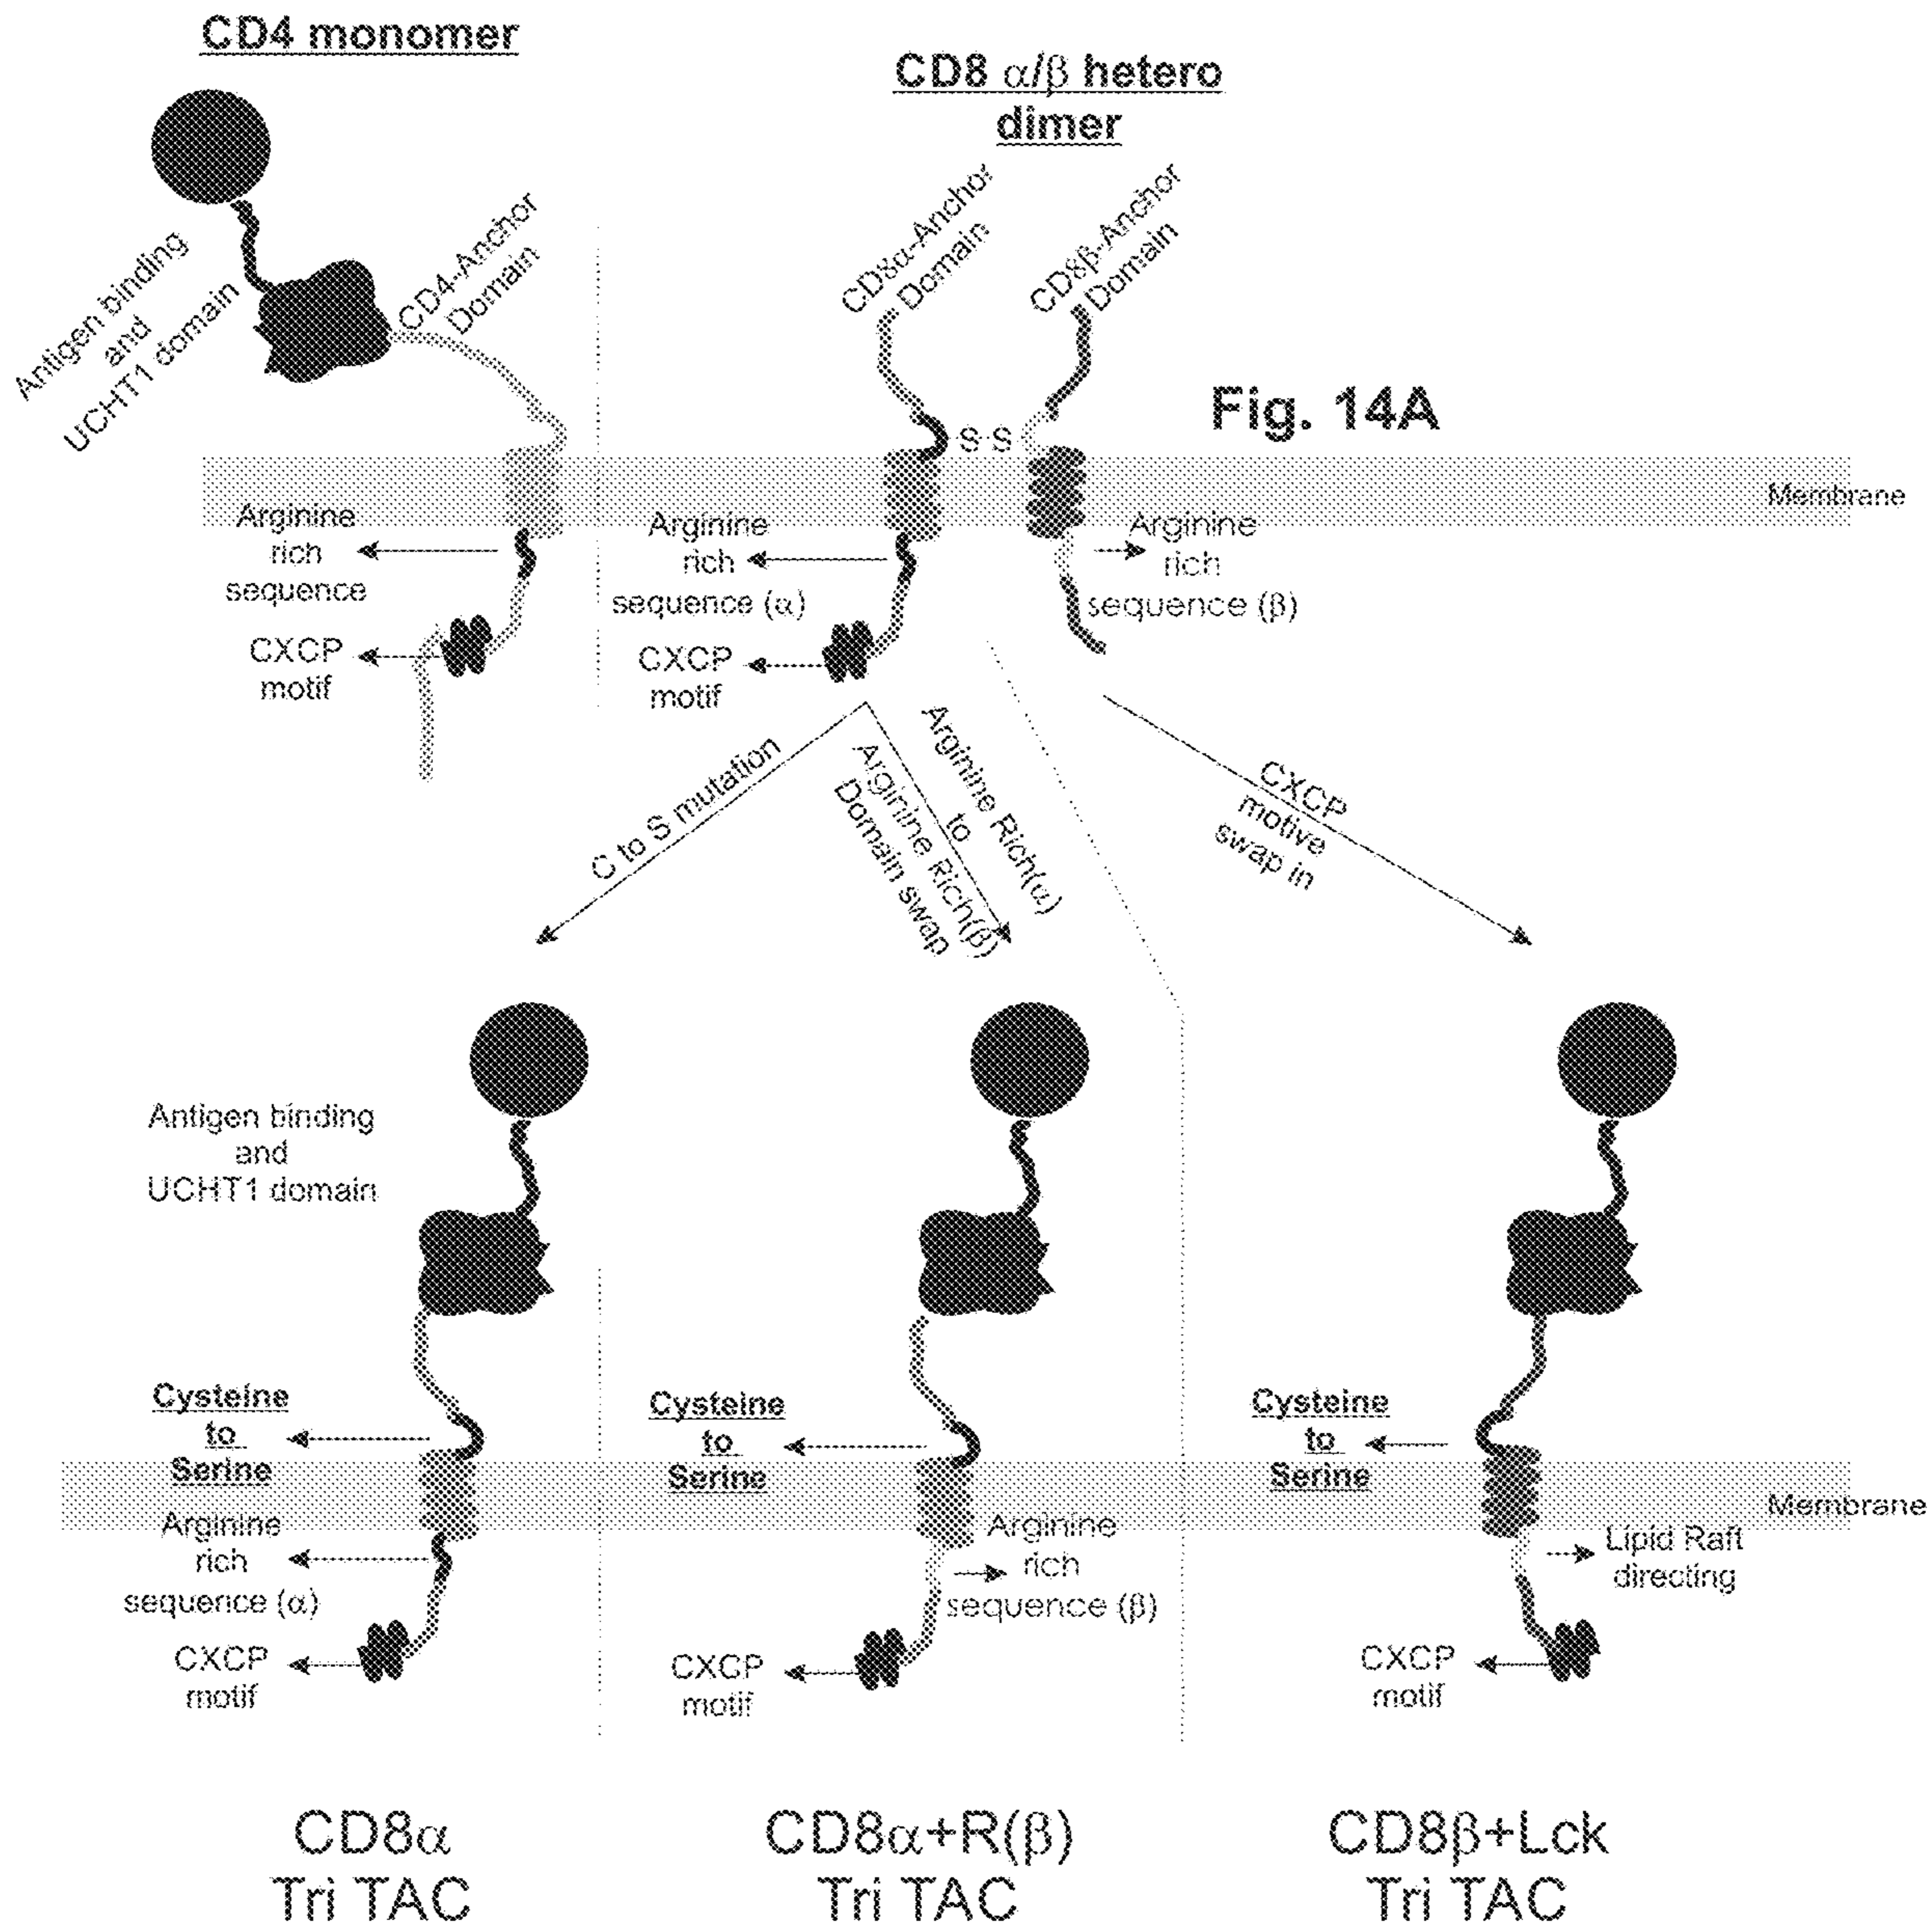 CD4 monomer
CD8 α/β hetero
dimer
Antigen binding
and
UCHT1 domain
CD4-Anchor
Domain
CD8α-Anchor
Domain
CD8β-Anchor
Domain
Fig. 14A
S S
Membrane
Arginine
rich
sequence
CXCP
motif
Arginine
rich
sequence (α)
CXCP
motif
Arginine
rich
sequence (β)
C to S mutation
Arginine Rich(α)
to
Arginine Rich(β)
Domain swap
CXCP
motive
swap in
Antigen binding
and
UCHT1 domain
Cysteine
to
Serine
Arginine
rich
sequence (α)
CXCP
motif
Cysteine
to
Serine
Arginine
rich
sequence (β)
CXCP
motif
Cysteine
to
Serine
Membrane
Lipid Raft
directing
CXCP
motif
CD8α
Tri TAC
CD8α+R(β)
Tri TAC
CD8β+Lck
Tri TAC